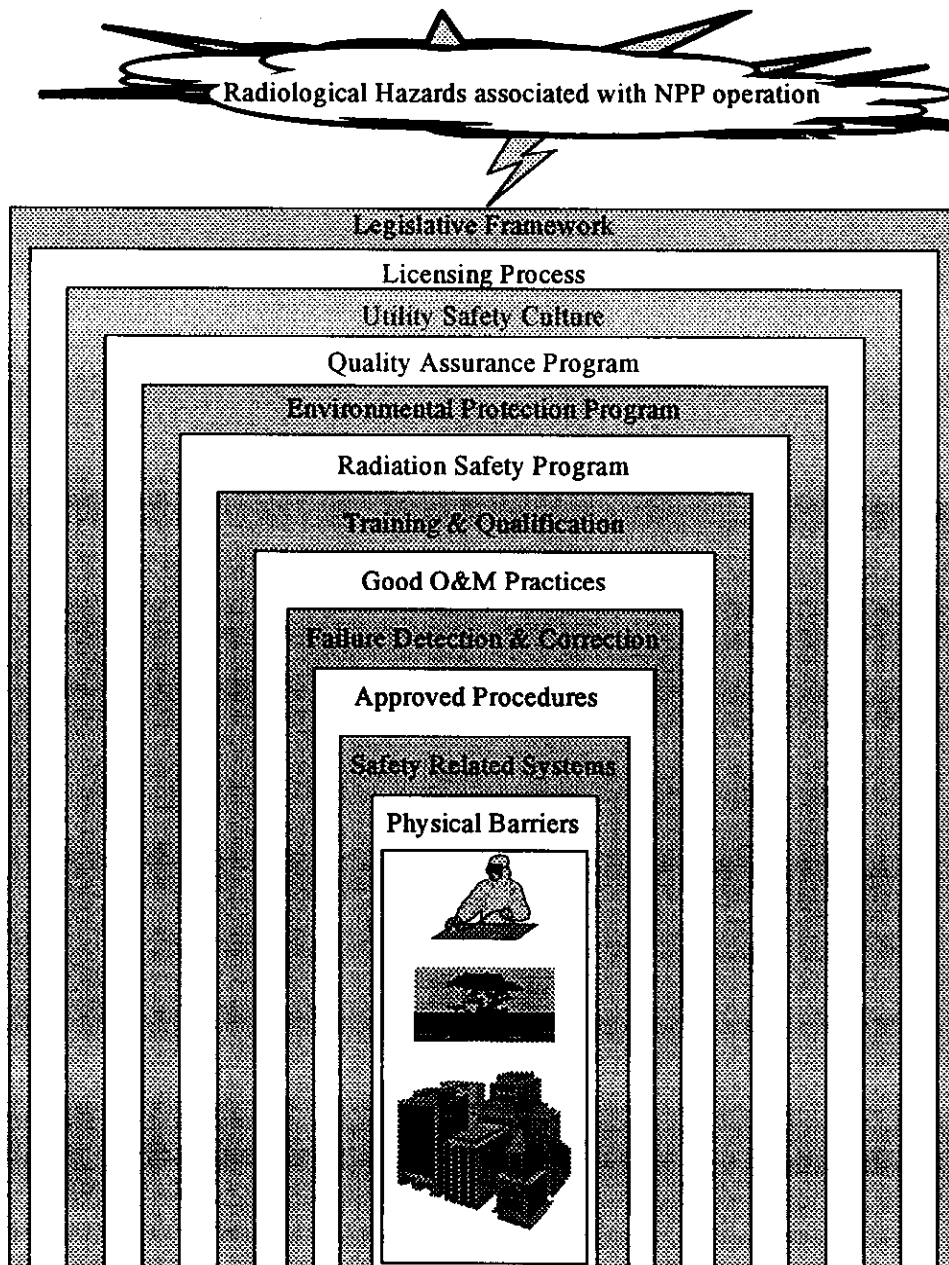 Radiological Hazards associated with NPP operation
Legislative Framework
Licensing Process
Utility Safety Culture
Quality Assurance Program
Environmental Protection Program
Radiation Safety Program
Training & Qualification
Good O&M Practices
Failure Detection & Correction
Approved Procedures
Safety Related Systems
Physical Barriers